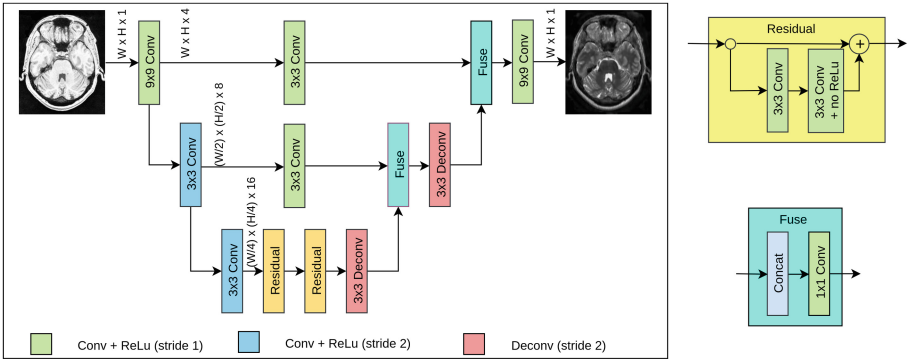 W x H x 1
9x9 Conv
W x H x 4
3x3 Conv
Fuse
9x9 Conv
W x H x 1
3x3 Conv
(W/2) x (H/2) x 8
3x3 Conv
Fuse
3x3 Deconv
3x3 Conv
(W/4) x (H/4) x 16
Residual
Residual
3x3 Deconv
Conv + ReLu (stride 1)
Conv + ReLu (stride 2)
Deconv (stride 2)
Residual
+
3x3 Conv
3x3 Conv
+ no ReLu
Fuse
Concat
1x1 Conv